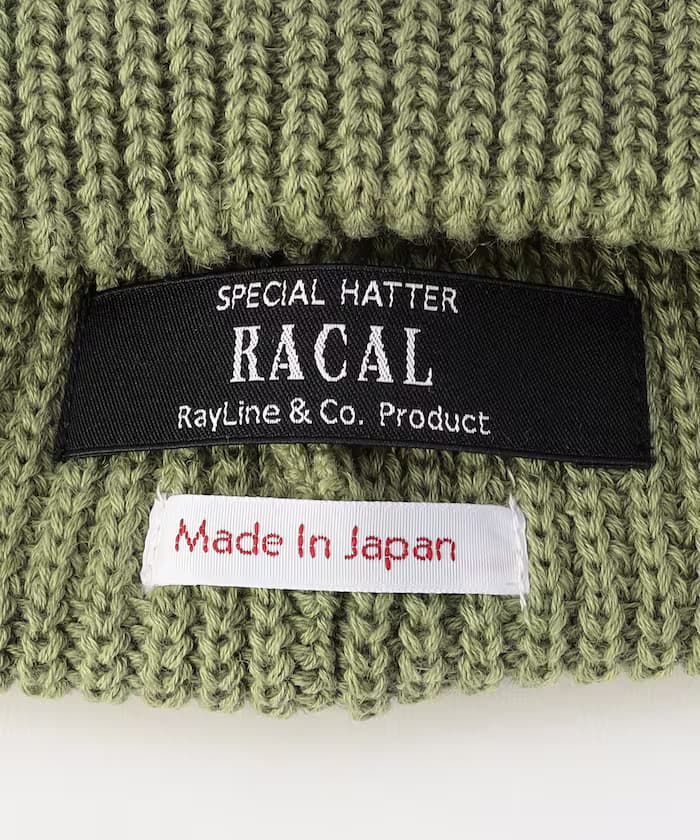 SPECIAL HATTER
RACAL
RayLine & Co. Product
Made In Japan